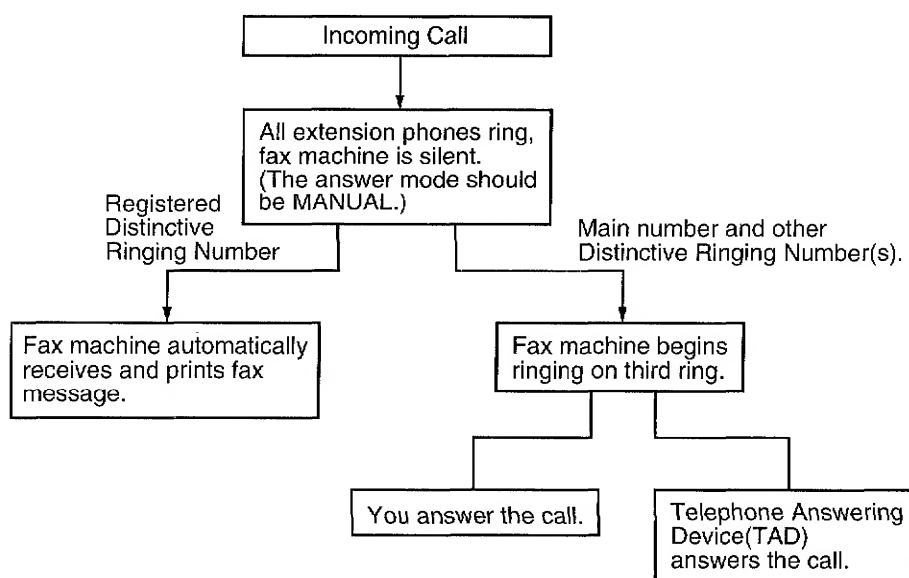 Incoming Call
All extension phones ring,
fax machine is silent.
(The answer mode should
be MANUAL.)
Registered
Distinctive
Ringing Number
Main number and other
Distinctive Ringing Number(s).
Fax machine automatically
receives and prints fax
message.
Fax machine begins
ringing on third ring.
You answer the call.
Telephone Answering
Device(TAD)
answers the call.